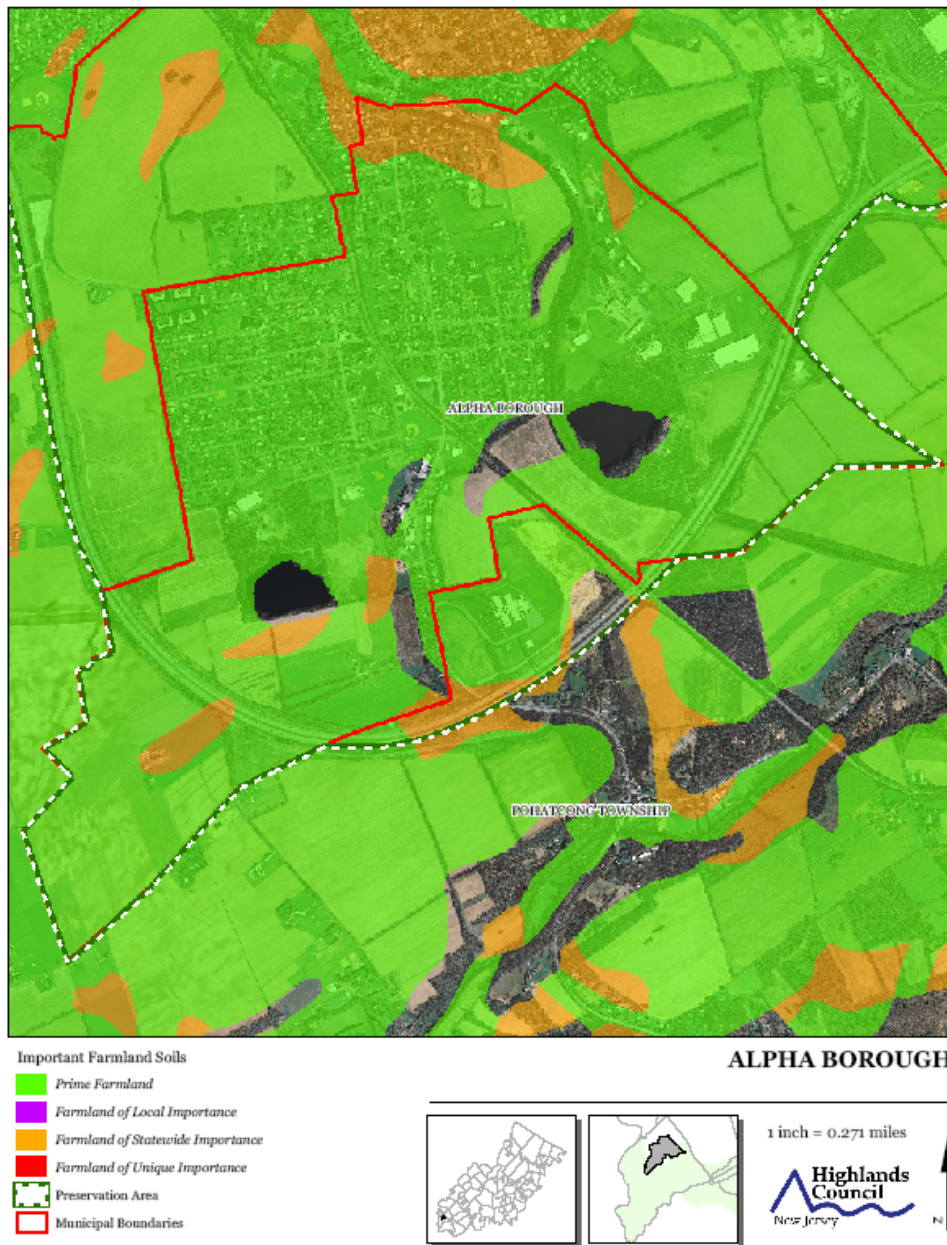 ALPHA BOROUGH
POHATCONG TOWNSHIP
Important Farmland Soils
Prime Farmland
Farmland of Local Importance
Farmland of Statewide Importance
Farmland of Unique Importance
Preservation Area
Municipal Boundaries
ALPHA BOROUGH
1 inch = 0.271 miles
Highlands
Council
New Jersey
N